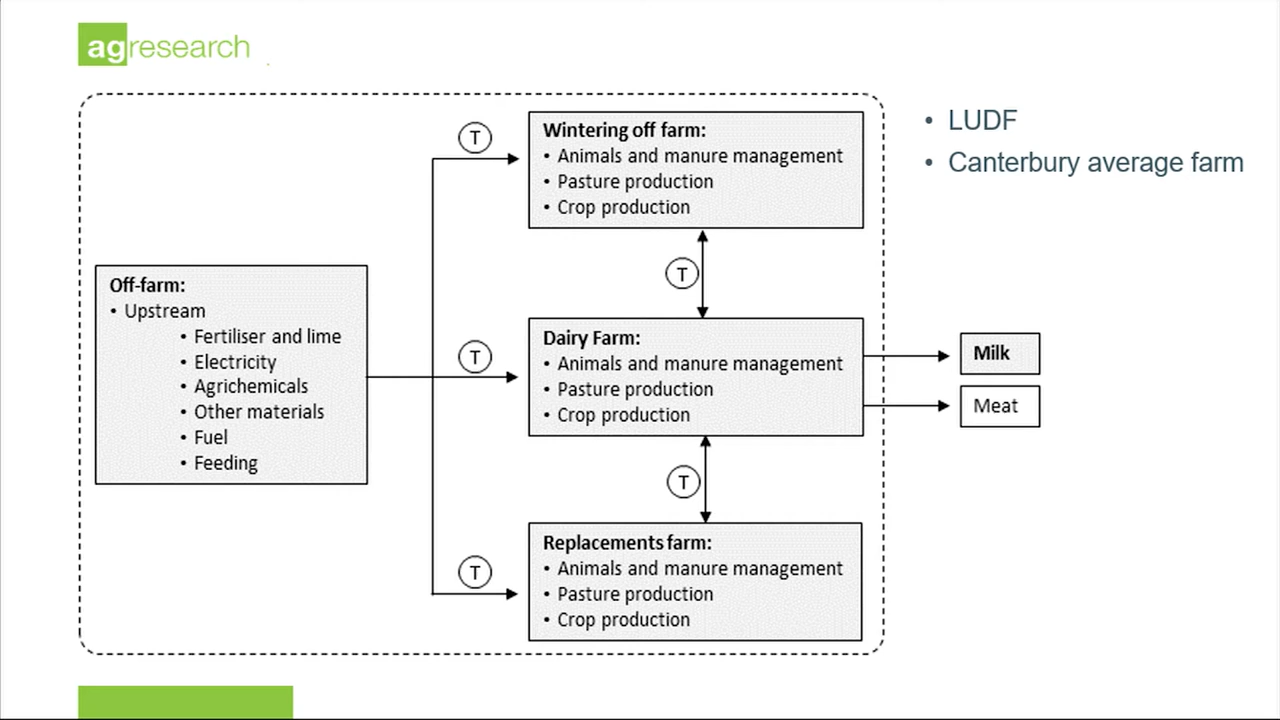 agresearch
T
Wintering off farm:
• Animals and manure management
• Pasture production
• Crop production
• LUDF
• Canterbury average farm
T
Off-farm:
• Upstream
• Fertiliser and lime
• Electricity
• Agrichemicals
• Other materials
• Fuel
• Feeding
T
Dairy Farm:
• Animals and manure management
• Pasture production
• Crop production
Milk
Meat
T
T
Replacements farm:
• Animals and manure management
• Pasture production
• Crop production